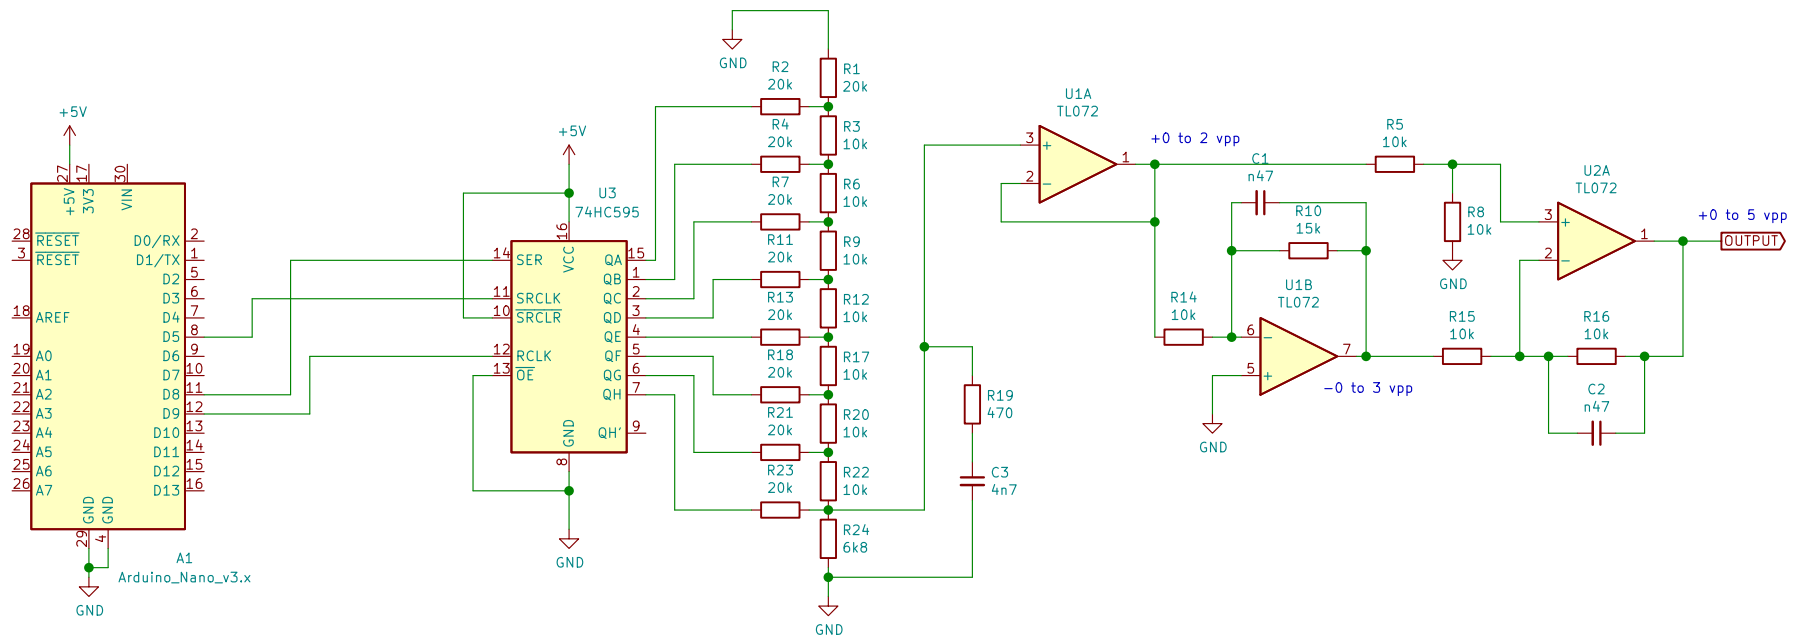 +5V
27
17
30
+5V
3V3
VIN
28
RESET
3
RESET
18
AREF
19
A0
20
A1
21
A2
22
A3
23
A4
24
A5
25
A6
26
A7
D0/RX
2
D1/TX
1
D2
5
D3
6
D4
7
D5
8
D6
9
D7
10
D8
11
D9
12
D10
13
D11
14
D12
15
D13
16
GND
GND
29
4
A1
Arduino_Nano_v3.x
GND
+5V
U3
74HC595
16
VCC
14
SER
11
SRCLK
10
SRCLR
12
RCLK
13
OE
QA
15
QB
1
QC
2
QD
3
QE
4
QF
5
QG
6
QH
7
QH'
9
GND
8
GND
GND
R2
20k
R1
20k
R4
20k
R3
10k
R7
20k
R6
10k
R11
20k
R9
10k
R13
20k
R12
10k
R18
20k
R17
10k
R21
20k
R20
10k
R23
20k
R22
10k
R24
6k8
GND
R19
470
C3
4n7
U1A
TL072
3
+
2
−
1
+0 to 2 vpp
C1
n47
R10
15k
U1B
TL072
R14
10k
6
−
5
+
7
−0 to 3 vpp
GND
R5
10k
R8
10k
GND
R15
10k
R16
10k
C2
n47
U2A
TL072
3
+
2
−
1
+0 to 5 vpp
OUTPUT